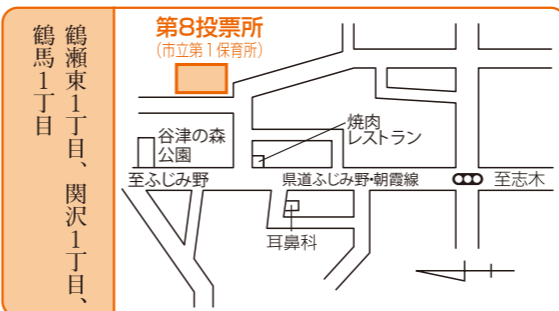 鶴瀬東1丁目、関沢1丁目、
鶴馬1丁目
第8投票所
(市立第1保育所)
谷津の森
公園
焼肉
レストラン
至ふじみ野
県道ふじみ野・朝霞線
至志木
耳鼻科